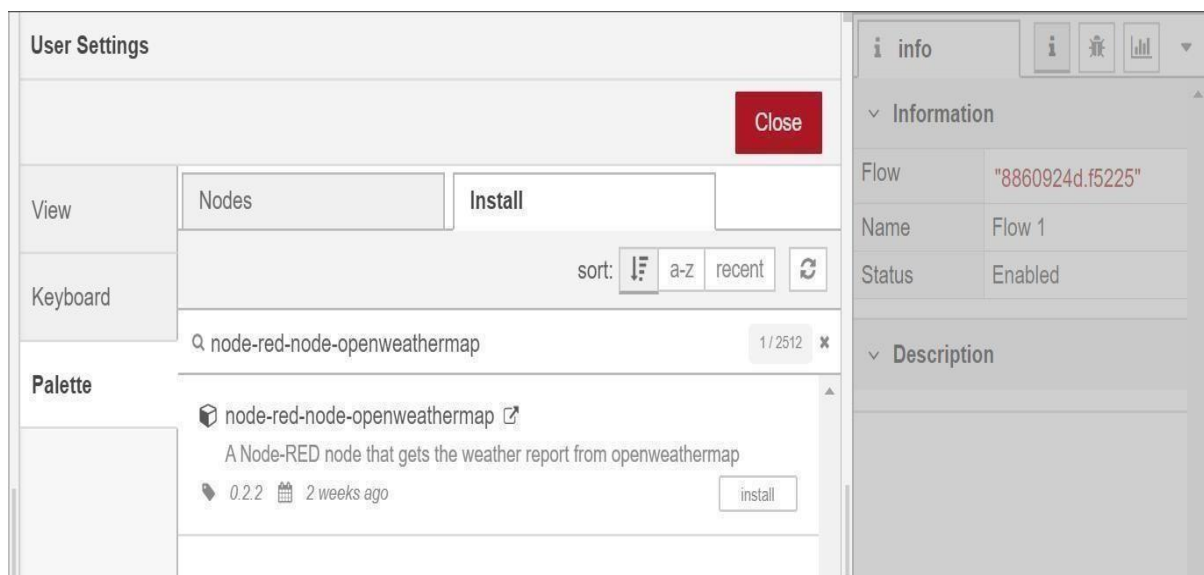 User Settings
Close
View
Keyboard
Palette
Nodes
Install
sort:
a-z
recent
node-red-node-openweathermap
1 / 2512
node-red-node-openweathermap
A Node-RED node that gets the weather report from openweathermap
0.2.2
2 weeks ago
install
info
Information
Flow "8860924d.f5225"
Name Flow 1
Status Enabled
Description